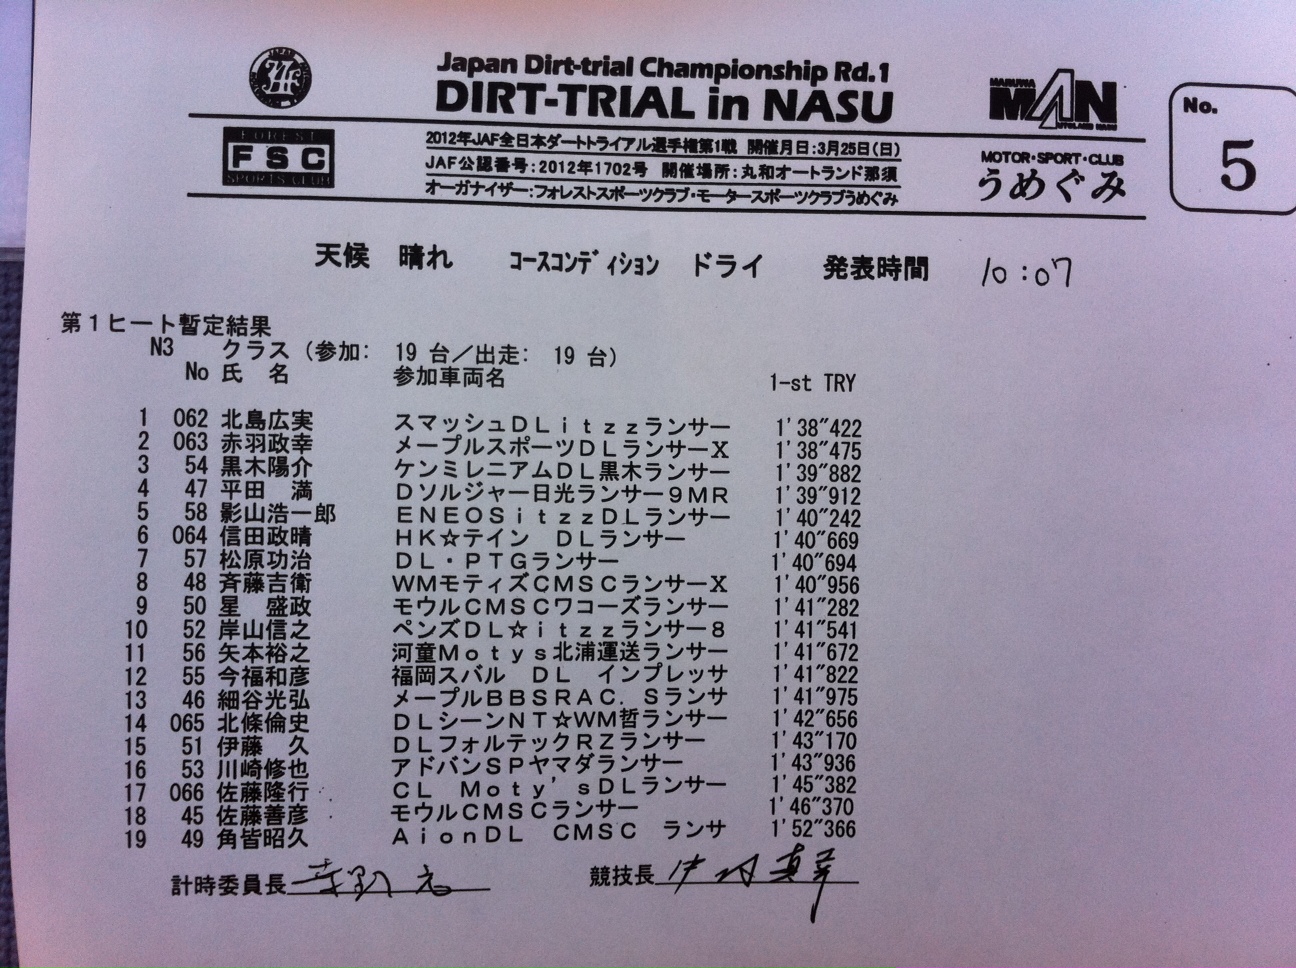 Japan Dirt-trial Championship Rd.1
DIRT-TRIAL in NASU
MARUWA
MAN
AUTOLAND NASU
No.
5
FOREST
FSC
SPORTS CLUB
2012年JAF全日本ダートトライアル選手権第1戦 開催月日:3月25日(日)
JAF公認番号:2012年1702号 開催場所:丸和オートランド那須
オーガナイザー:フォレストスポーツクラブ・モータースポーツクラブうめぐみ
MOTOR・SPORT・CLUB
うめぐみ
天候 晴れ コースコンディション ドライ 発表時間 10:07
第1ヒート暫定結果
N3 クラス(参加: 19 台/出走: 19 台)
No 氏 名 参加車両名 1-st TRY
1 062 北島広実 スマッシュDLitzzランサー 1'38"422
2 063 赤羽政幸 メープルスポーツDLランサーX 1'38"475
3 54 黒木陽介 ケンミレニアムDL黒木ランサー 1'39"882
4 47 平田 満 Dソルジャー日光ランサー9MR 1'39"912
5 58 影山浩一郎 ENEOSitzzDLランサー 1'40"242
6 064 信田政晴 HK☆テイン DLランサー 1'40"669
7 57 松原功治 DL・PTGランサー 1'40"694
8 48 斉藤吉衛 WMモティズCMSCランサーX 1'40"956
9 50 星 盛政 モウルCMSCワコーズランサー 1'41"282
10 52 岸山信之 ペンズDL☆itzzランサー8 1'41"541
11 56 矢本裕之 河童Motys北浦運送ランサー 1'41"672
12 55 今福和彦 福岡スバル DL インプレッサ 1'41"822
13 46 細谷光弘 メープルBBSRAC.Sランサ 1'41"975
14 065 北條倫史 DLシーンNT☆WM哲ランサー 1'42"656
15 51 伊藤 久 DLフォルテックRZランサー 1'43"170
16 53 川崎修也 アドバンSPヤマダランサー 1'43"936
17 066 佐藤隆行 CL Moty'sDLランサー 1'45"382
18 45 佐藤善彦 モウルCMSCランサー 1'46"370
19 49 角皆昭久 AionDL CMSC ランサ 1'52"366
計時委員長 競技長